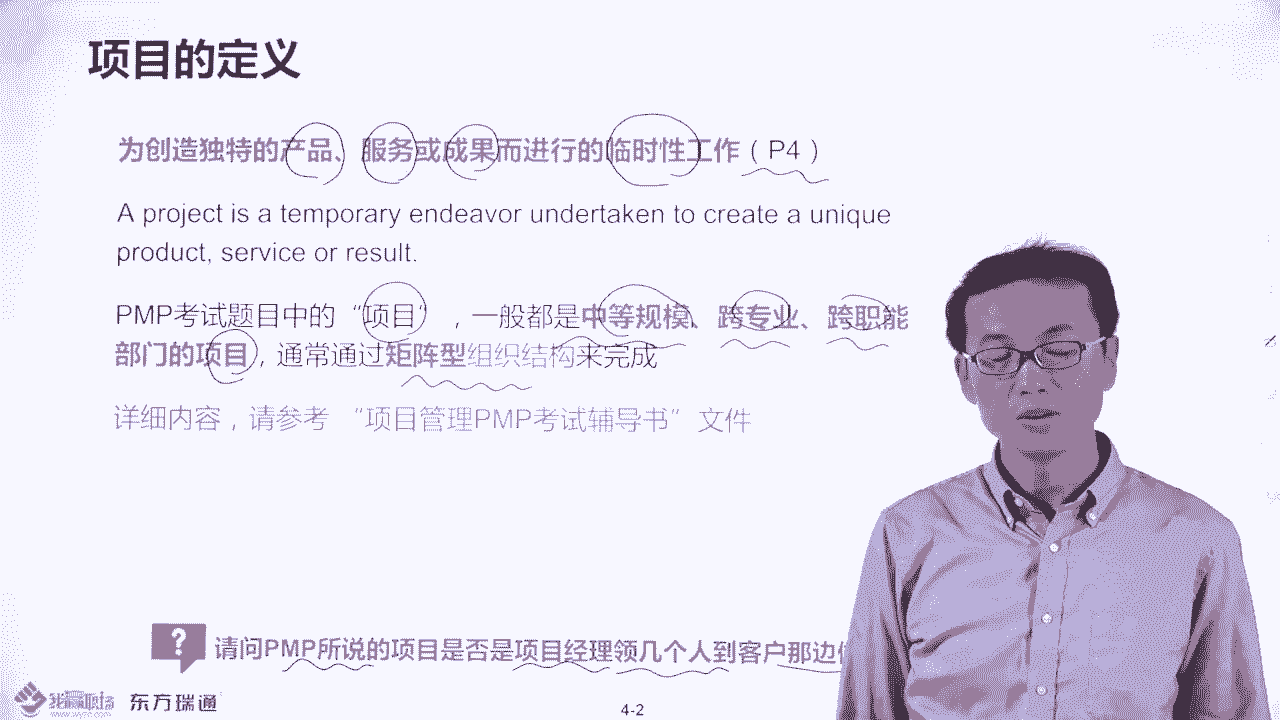 项目的定义
为创造独特的产品、服务或成果而进行的临时性工作（P4）
A project is a temporary endeavor undertaken to create a unique
product, service or result.
PMP考试题目中的“项目”，一般都是中等规模、跨专业、跨职能
部门的项目，通常通过矩阵型组织结构来完成
详细内容，请参考 “项目管理PMP考试辅导书” 文件
? 请问PMP所说的项目是否是项目经理领几个人到客户那边
东方瑞通
4-2